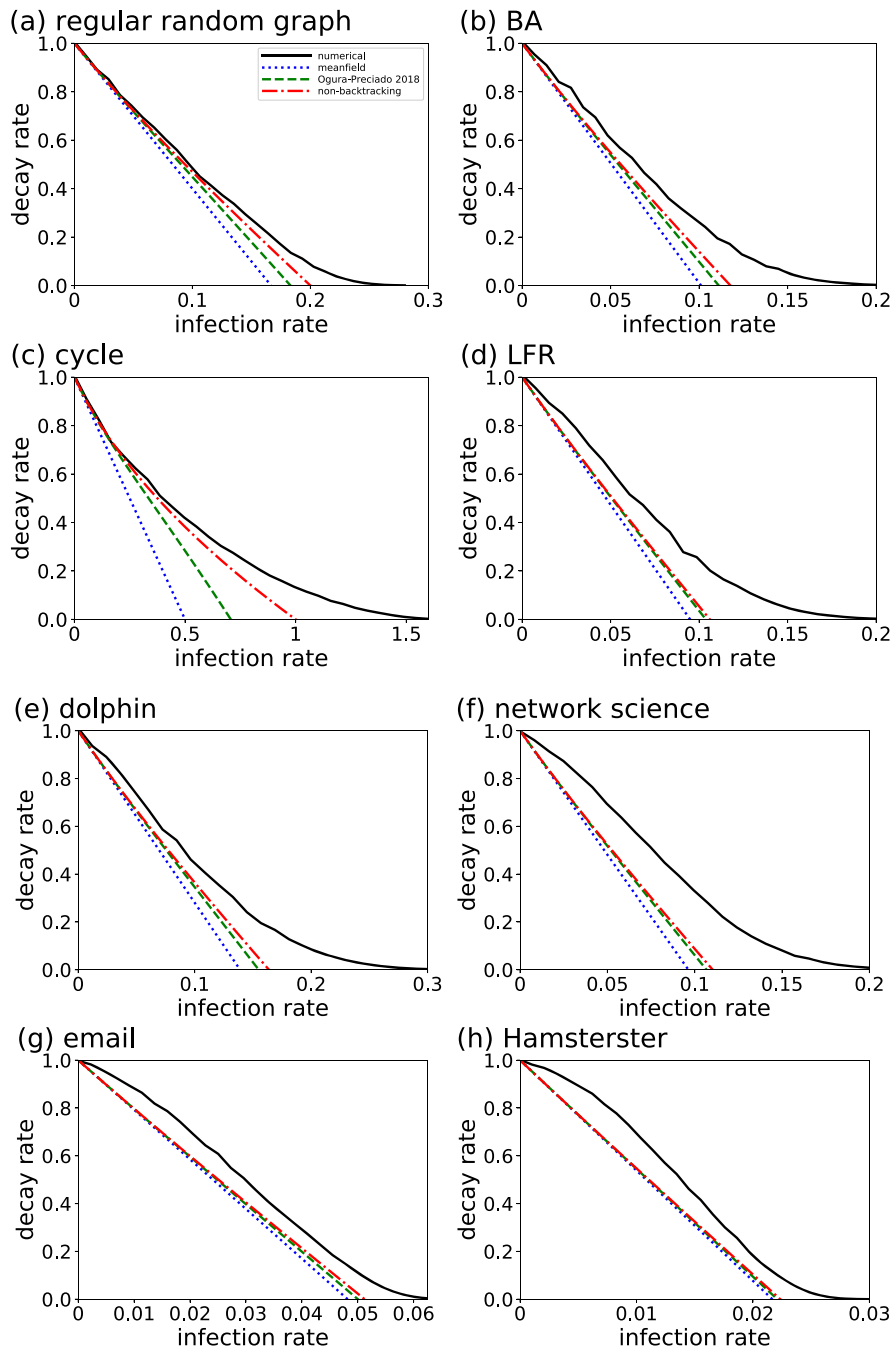 (a) regular random graph
1.0
0.8
0.6
0.4
0.2
0.0
decay rate
numerical
meanfield
Ogura-Preciado 2018
non-backtracking
0 0.1 0.2 0.3
infection rate
(b) BA
1.0
0.8
0.6
0.4
0.2
0.0
decay rate
0 0.05 0.1 0.15 0.2
infection rate
(c) cycle
1.0
0.8
0.6
0.4
0.2
0.0
decay rate
0 0.5 1 1.5
infection rate
(d) LFR
1.0
0.8
0.6
0.4
0.2
0.0
decay rate
0 0.05 0.1 0.15 0.2
infection rate
(e) dolphin
1.0
0.8
0.6
0.4
0.2
0.0
decay rate
0 0.1 0.2 0.3
infection rate
(f) network science
1.0
0.8
0.6
0.4
0.2
0.0
decay rate
0 0.05 0.1 0.15 0.2
infection rate
(g) email
1.0
0.8
0.6
0.4
0.2
0.0
decay rate
0 0.01 0.02 0.03 0.04 0.05 0.06
infection rate
(h) Hamsterster
1.0
0.8
0.6
0.4
0.2
0.0
decay rate
0 0.01 0.02 0.03
infection rate